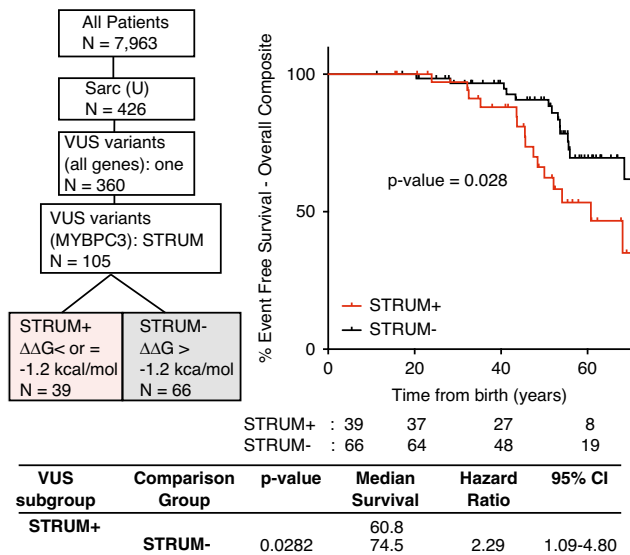 All Patients
N = 7,963
Sarc (U)
N = 426
VUS variants
(all genes): one
N = 360
VUS variants
(MYBPC3): STRUM
N = 105
STRUM+
ΔΔG< or =
-1.2 kcal/mol
N = 39
STRUM-
ΔΔG >
-1.2 kca/mol
N = 66
% Event Free Survival - Overall Composite
100
50
0
p-value = 0.028
STRUM+
STRUM-
0 20 40 60
Time from birth (years)
STRUM+ : 39 37 27 8
STRUM- : 66 64 48 19
VUS subgroup Comparison Group p-value Median Survival Hazard Ratio 95% CI
STRUM+ 60.8
STRUM- 0.0282 74.5 2.29 1.09-4.80